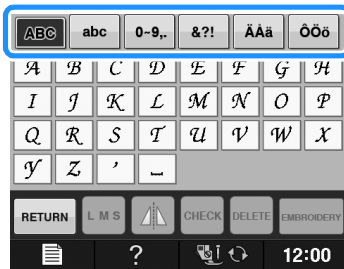 ABC abc 0~9,. &?! ÄÅä ÔÖö
A B C D E F G H
I J K L M N O P
Q R S T U V W X
Y Z ’ ␣
RETURN L M S CHECK DELETE EMBROIDERY
? 12:00